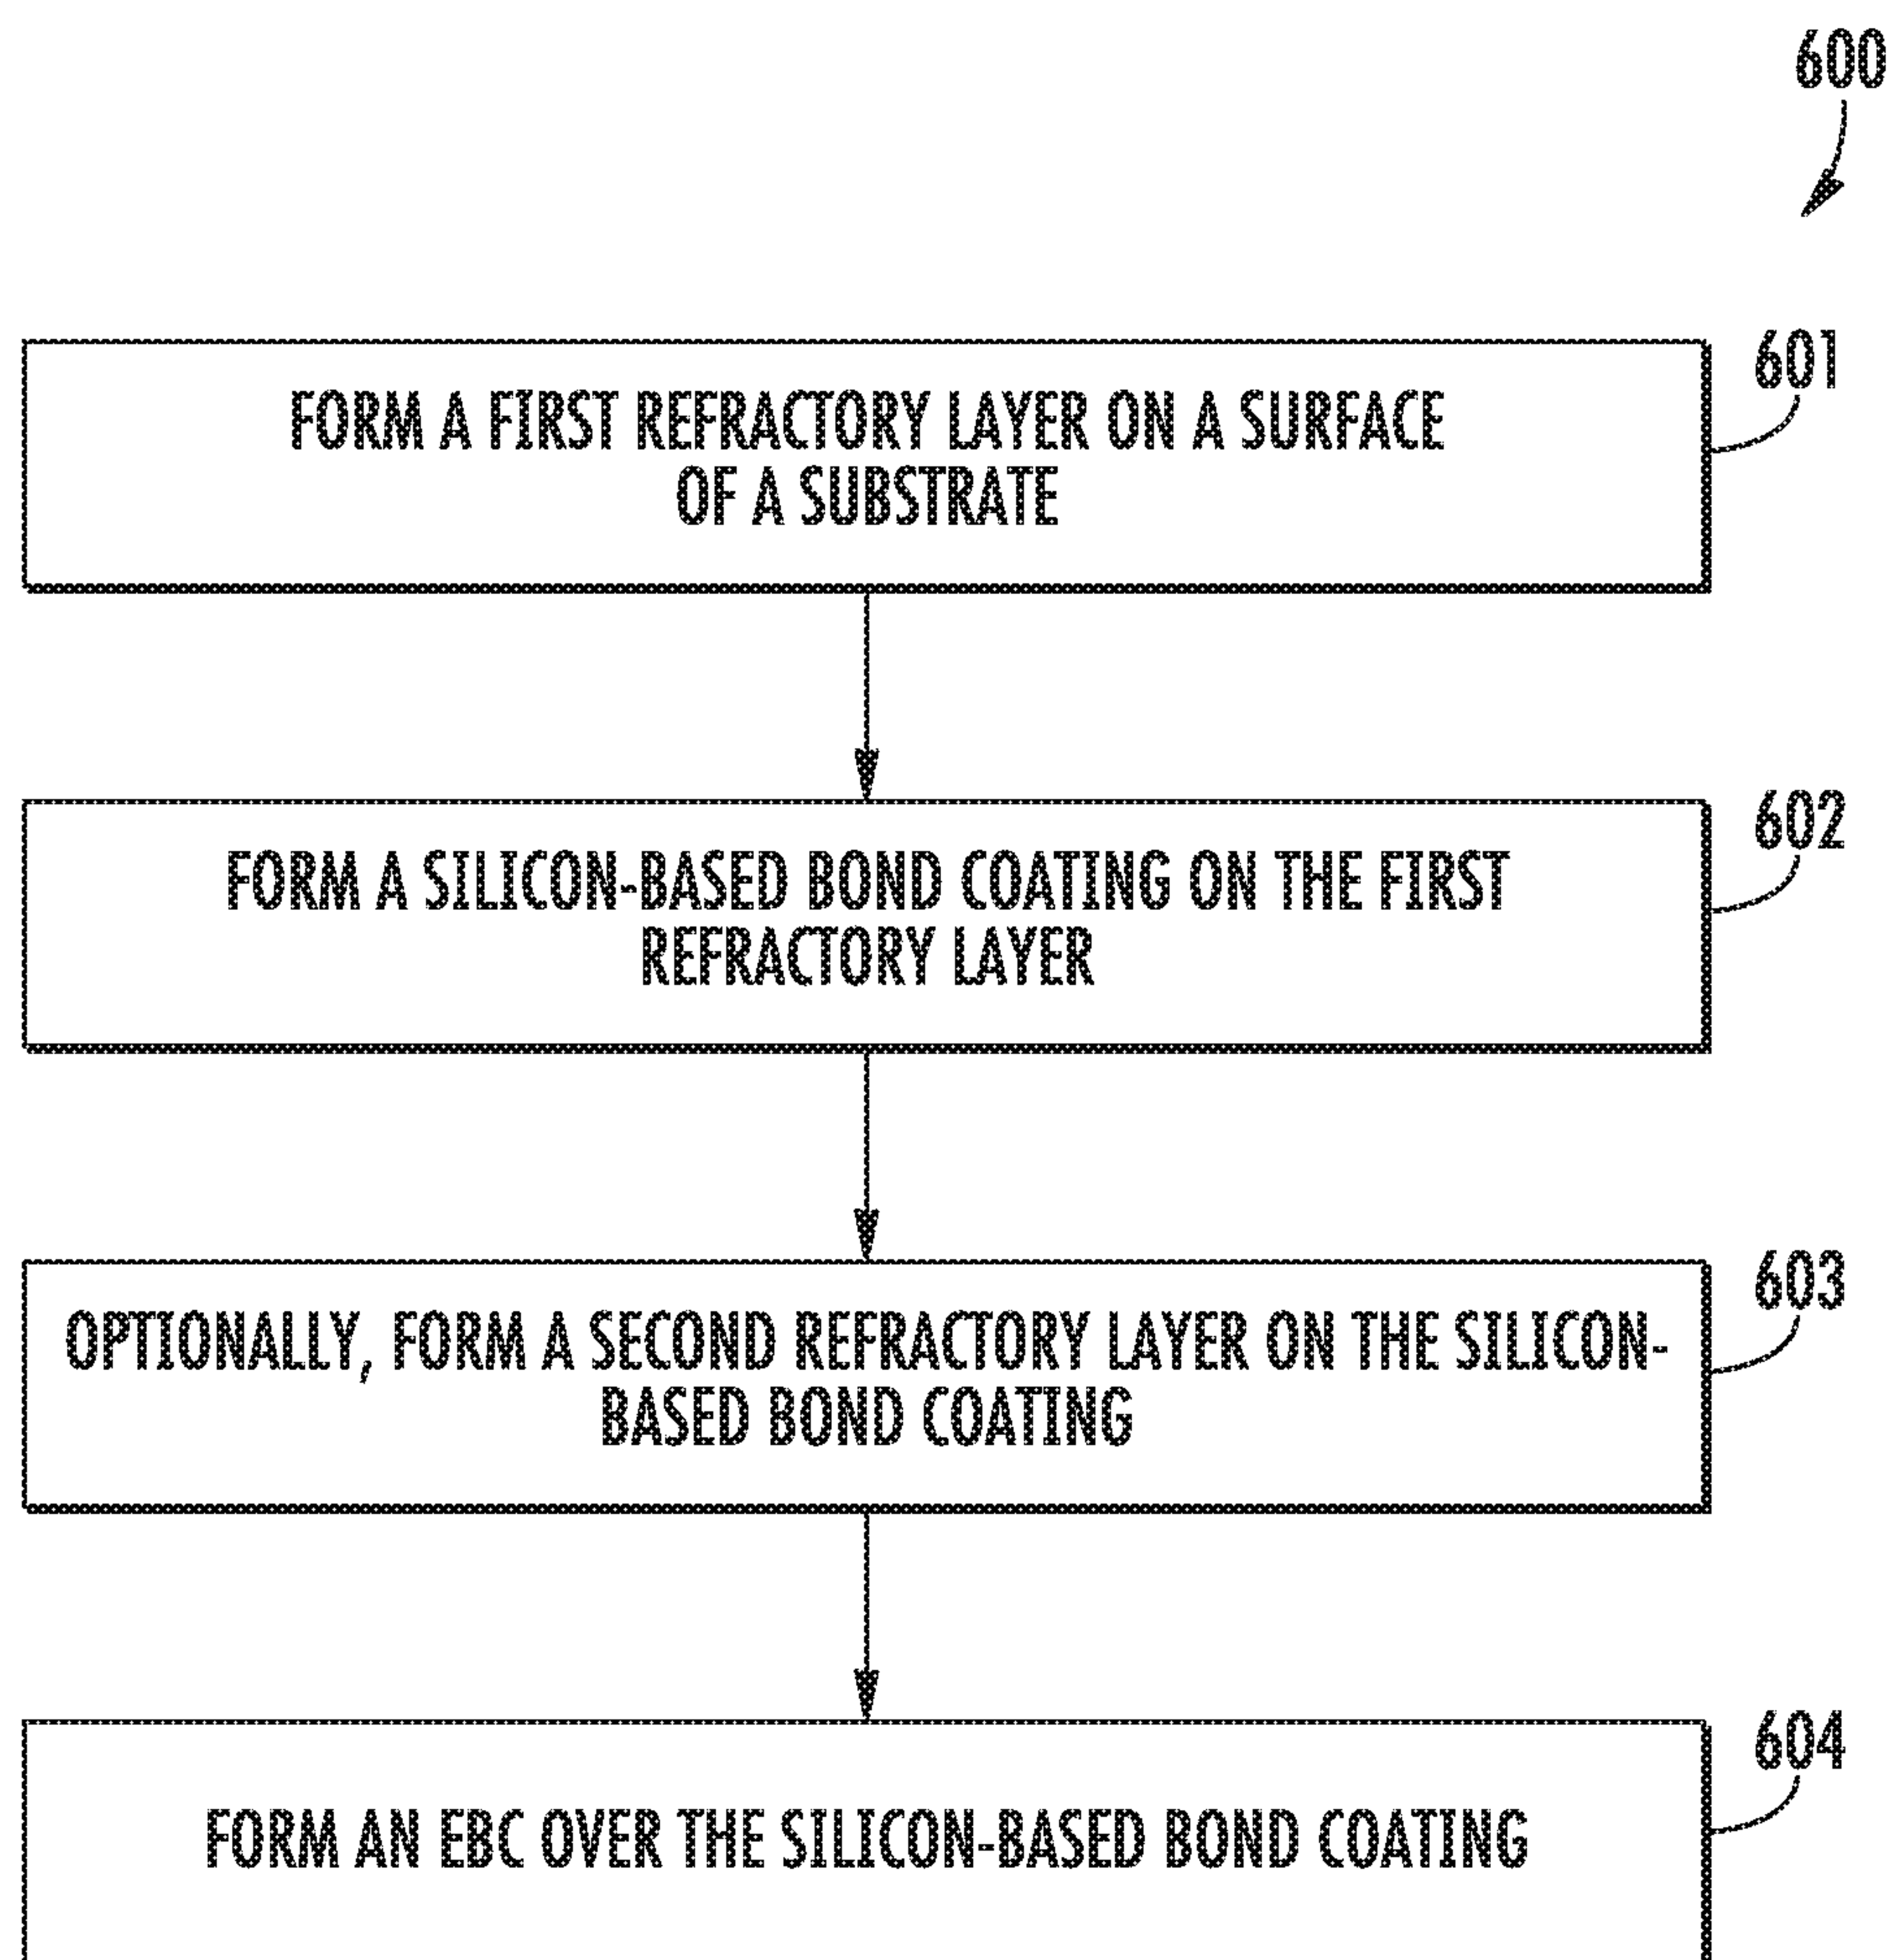 600
601
FORM A FIRST REFRACTORY LAYER ON A SURFACE
OF A SUBSTRATE
602
FORM A SILICON-BASED BOND COATING ON THE FIRST
REFRACTORY LAYER
603
OPTIONALLY, FORM A SECOND REFRACTORY LAYER ON THE SILICON-
BASED BOND COATING
604
FORM AN EBC OVER THE SILICON-BASED BOND COATING